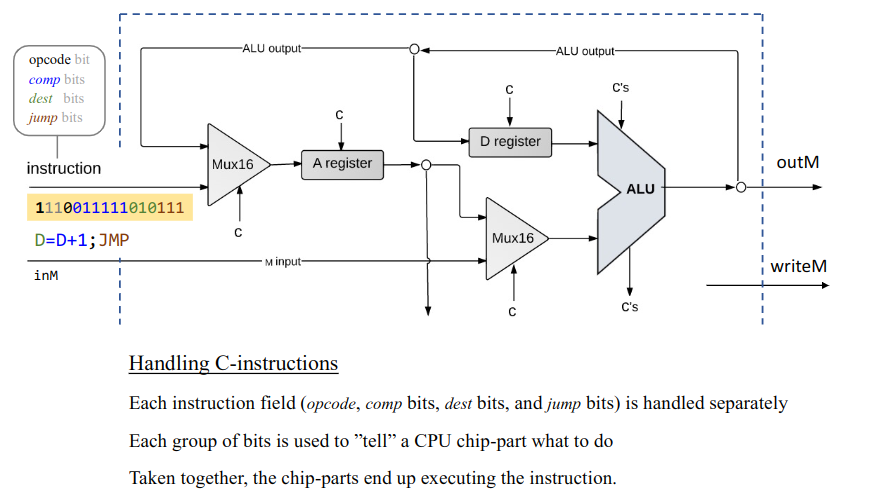 opcode bit
comp bits
dest bits
jump bits
instruction
1110011111010111
D=D+1;JMP
inM
ALU output
ALU output
C
C
C's
Mux16
A register
D register
ALU
outM
C
Mux16
M input
writeM
C
C's
Handling C-instructions
Each instruction field (opcode, comp bits, dest bits, and jump bits) is handled separately
Each group of bits is used to ”tell” a CPU chip-part what to do
Taken together, the chip-parts end up executing the instruction.